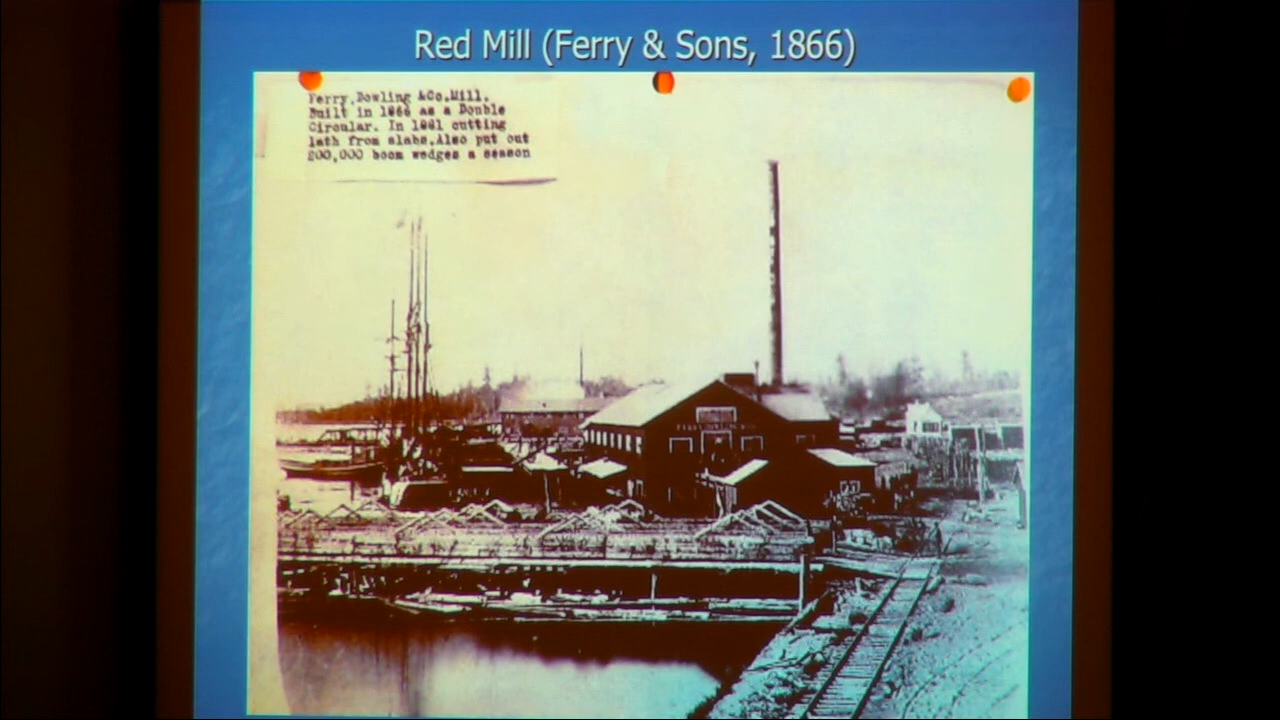 Red Mill (Ferry & Sons, 1866)
Ferry,Dowling &Co.Mill.
Built in 1866 as a Double
Circular. In 1881 cutting
lath from slabs.Also put out
200,000 boom wedges a season